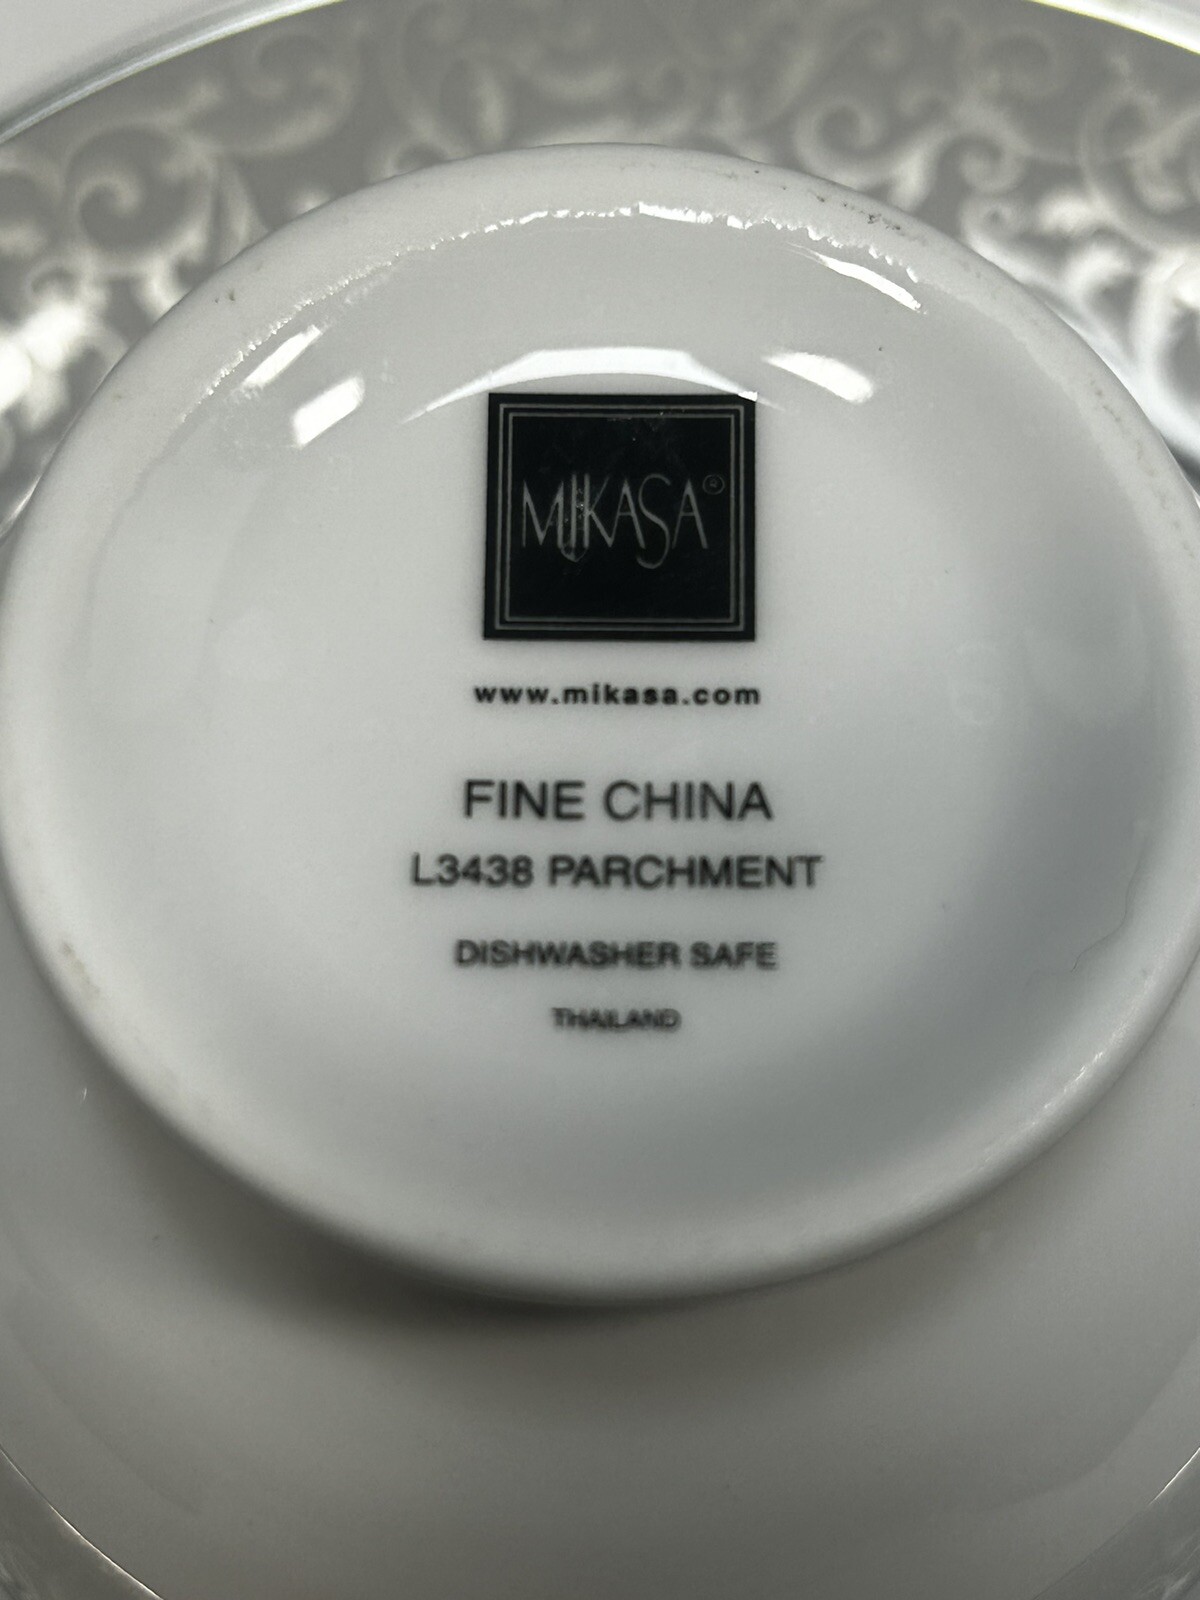 MIKASA®
www.mikasa.com
FINE CHINA
L3438 PARCHMENT
DISHWASHER SAFE
THAILAND